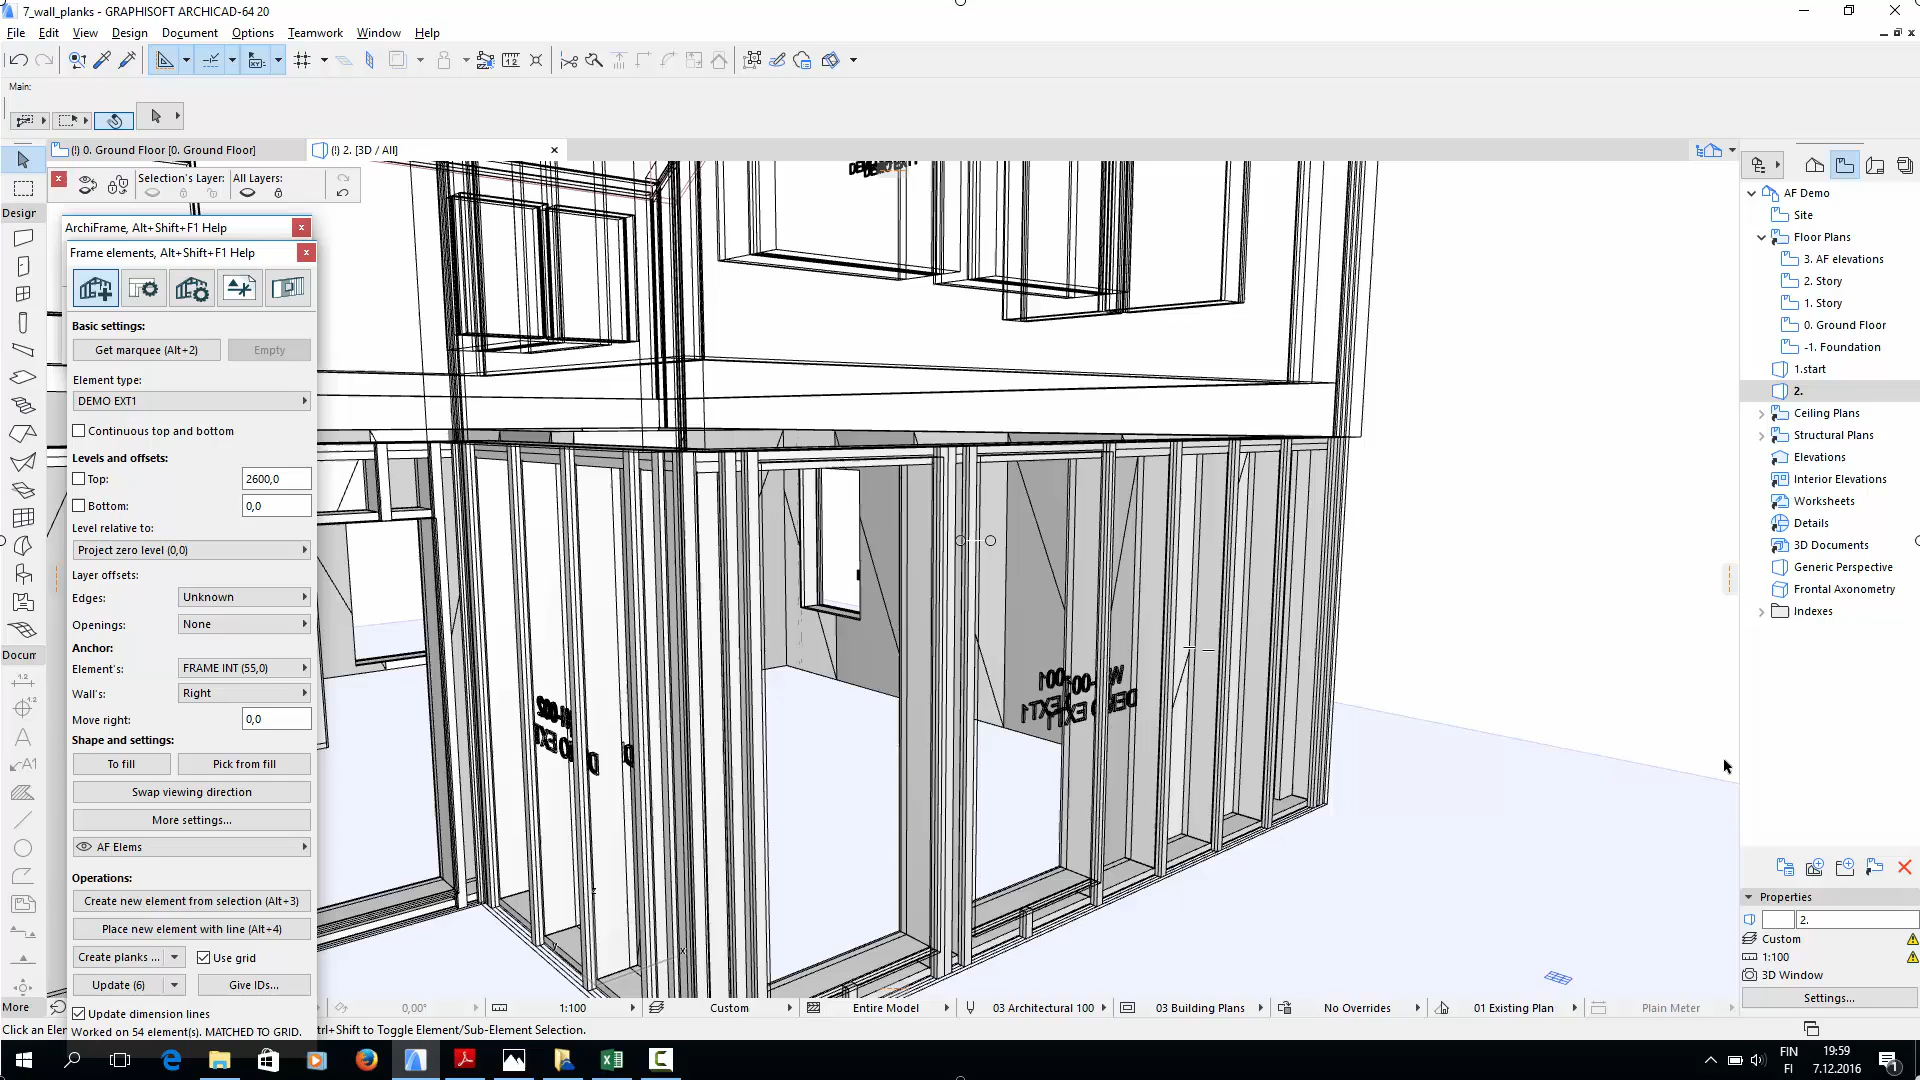 7_wall_planks - GRAPHISOFT ARCHICAD-64 20
File Edit View Design Document Options Teamwork Window Help
Main:
(!) 0. Ground Floor [0. Ground Floor]
(!) 2. [3D / All]
Selection's Layer: All Layers:
Design
ArchiFrame, Alt+Shift+F1 Help
Frame elements, Alt+Shift+F1 Help
Basic settings:
Get marquee (Alt+2) Empty
Element type:
DEMO EXT1
Continuous top and bottom
Levels and offsets:
Top: 2600,0
Bottom: 0,0
Level relative to:
Project zero level (0,0)
Layer offsets:
Edges: Unknown
Openings: None
Anchor:
Element's: FRAME INT (55,0)
Wall's: Right
Move right: 0,0
Shape and settings:
To fill Pick from fill
Swap viewing direction
More settings...
AF Elems
Operations:
Create new element from selection (Alt+3)
Place new element with line (Alt+4)
Create planks ... Use grid
Update (6) Give IDs...
Update dimension lines
Worked on 54 element(s). MATCHED TO GRID.
Docum
More
AF Demo
Site
Floor Plans
3. AF elevations
2. Story
1. Story
0. Ground Floor
-1. Foundation
1.start
2.
Ceiling Plans
Structural Plans
Elevations
Interior Elevations
Worksheets
Details
3D Documents
Generic Perspective
Frontal Axonometry
Indexes
Properties
2.
Custom
1:100
3D Window
Settings...
0,00° 1:100 Custom Entire Model 03 Architectural 100 03 Building Plans No Overrides 01 Existing Plan Plain Meter
Click an Elem
trl+Shift to Toggle Element/Sub-Element Selection.
FIN
FI
19:59
7.12.2016
1